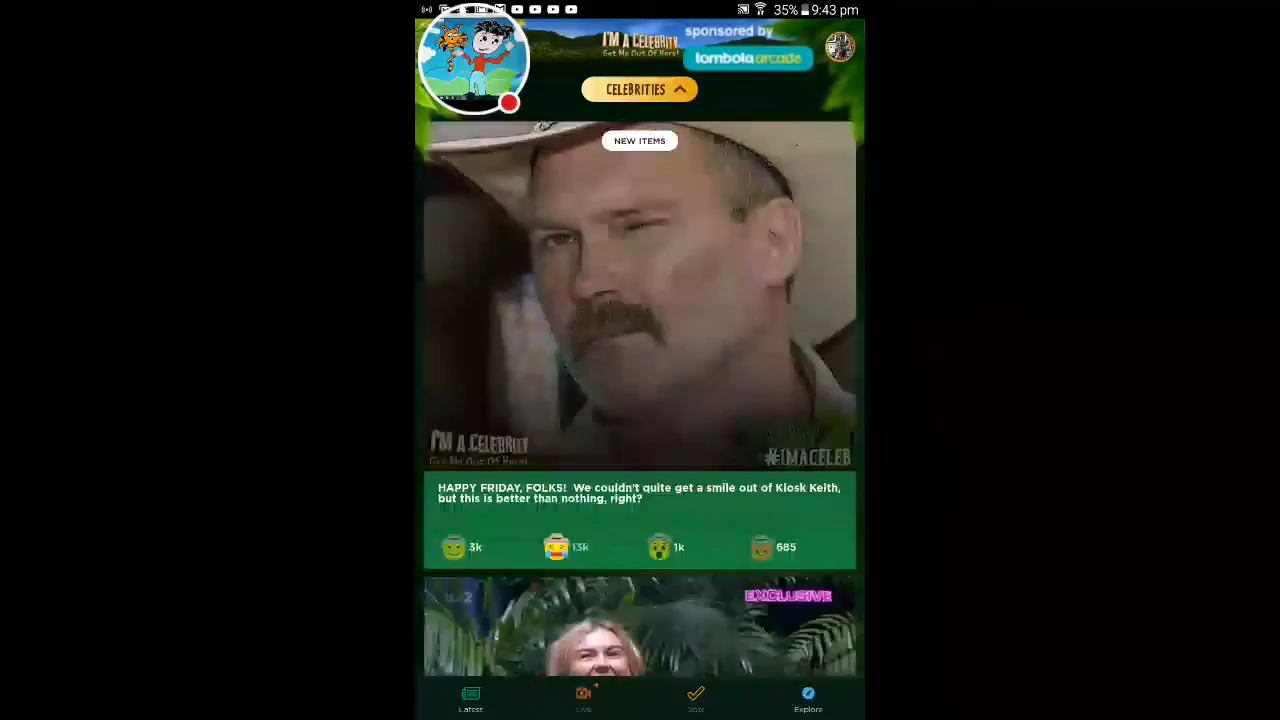 35% 9:43 pm
I'M A CELEBRITY
Get Me Out Of Here!
sponsored by
tombola arcade
CELEBRITIES
NEW ITEMS
I'M A CELEBRITY
Get Me Out Of Here!
#IMACELEB
HAPPY FRIDAY, FOLKS! We couldn't quite get a smile out of Kiosk Keith,
but this is better than nothing, right?
3k 13k 1k 685
EXCLUSIVE
Latest Live Explore